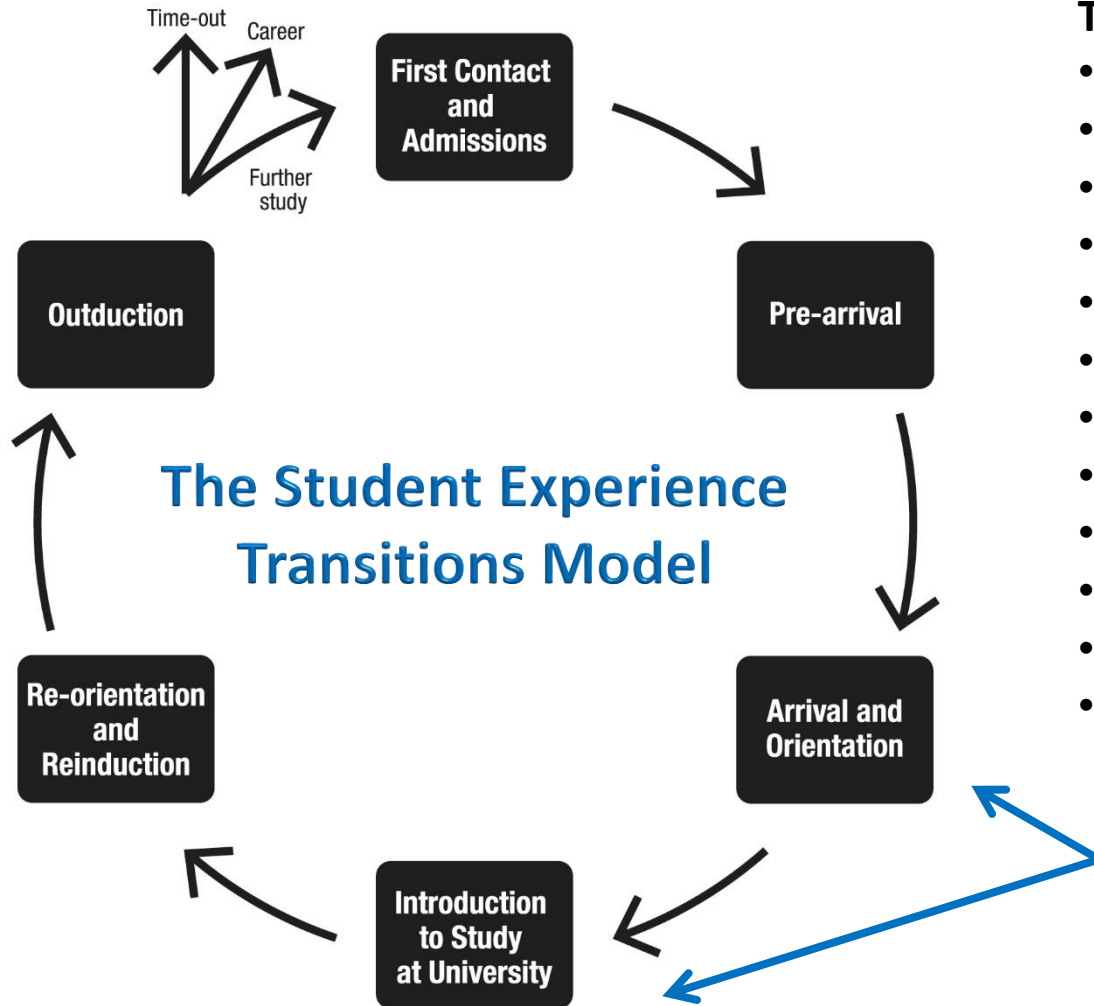 Time-out
Career
First Contact
and
Admissions
Further
study
Pre-arrival
Outduction
The Student Experience
Transitions Model
Re-orientation
and
Reinduction
Arrival and
Orientation
Introduction
to Study
at University
T
•
•
•
•
•
•
•
•
•
•
•
•